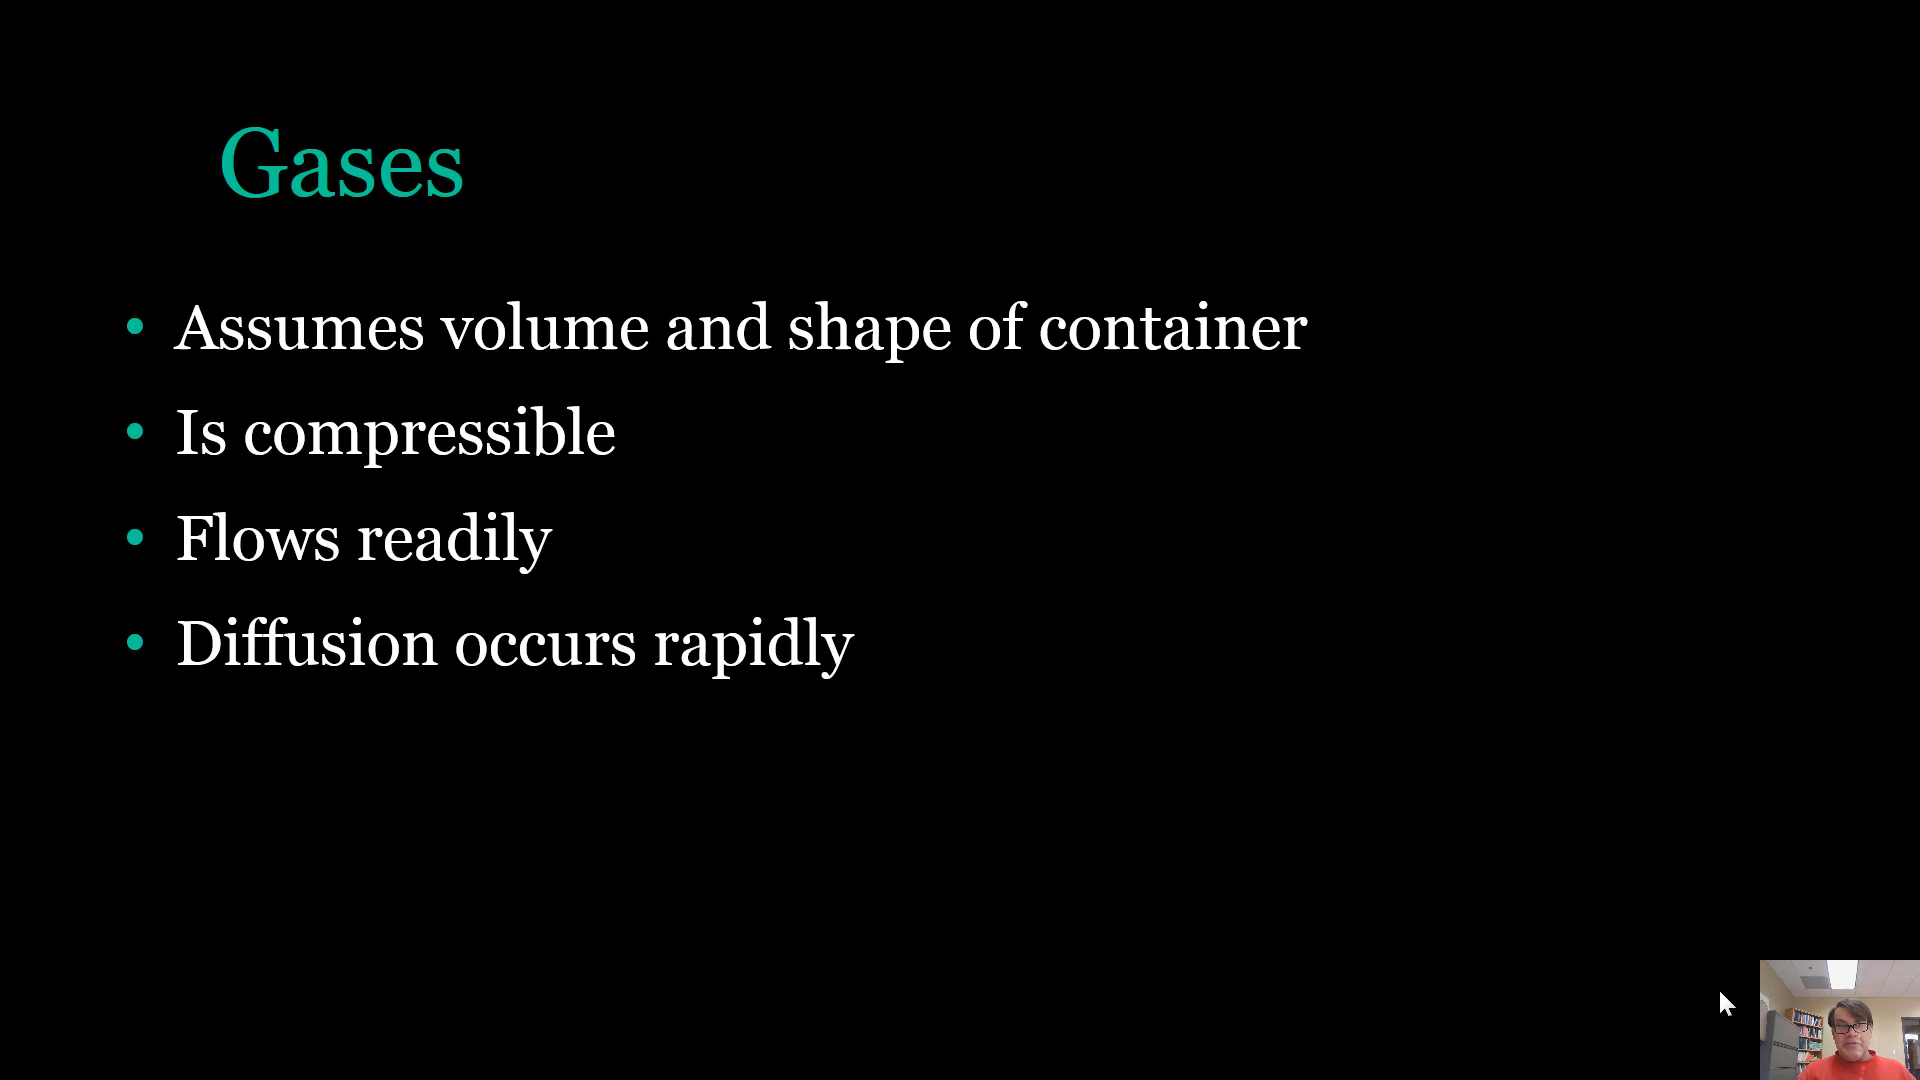 Gases
• Assumes volume and shape of container
• Is compressible
• Flows readily
• Diffusion occurs rapidly